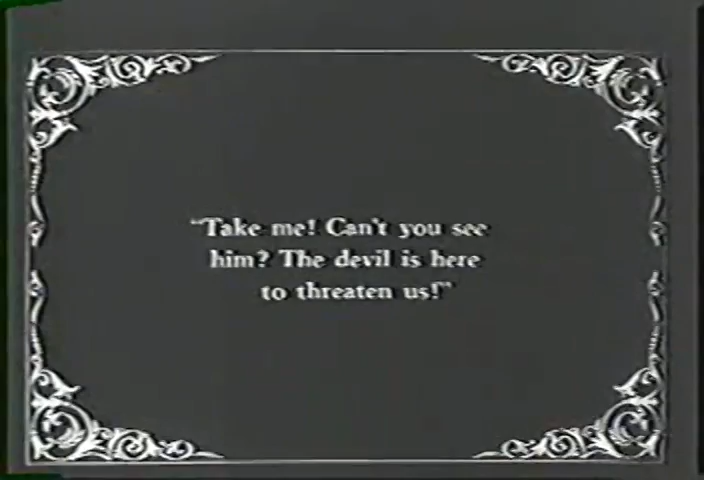 “Take me! Can't you see
him? The devil is here
to threaten us!”